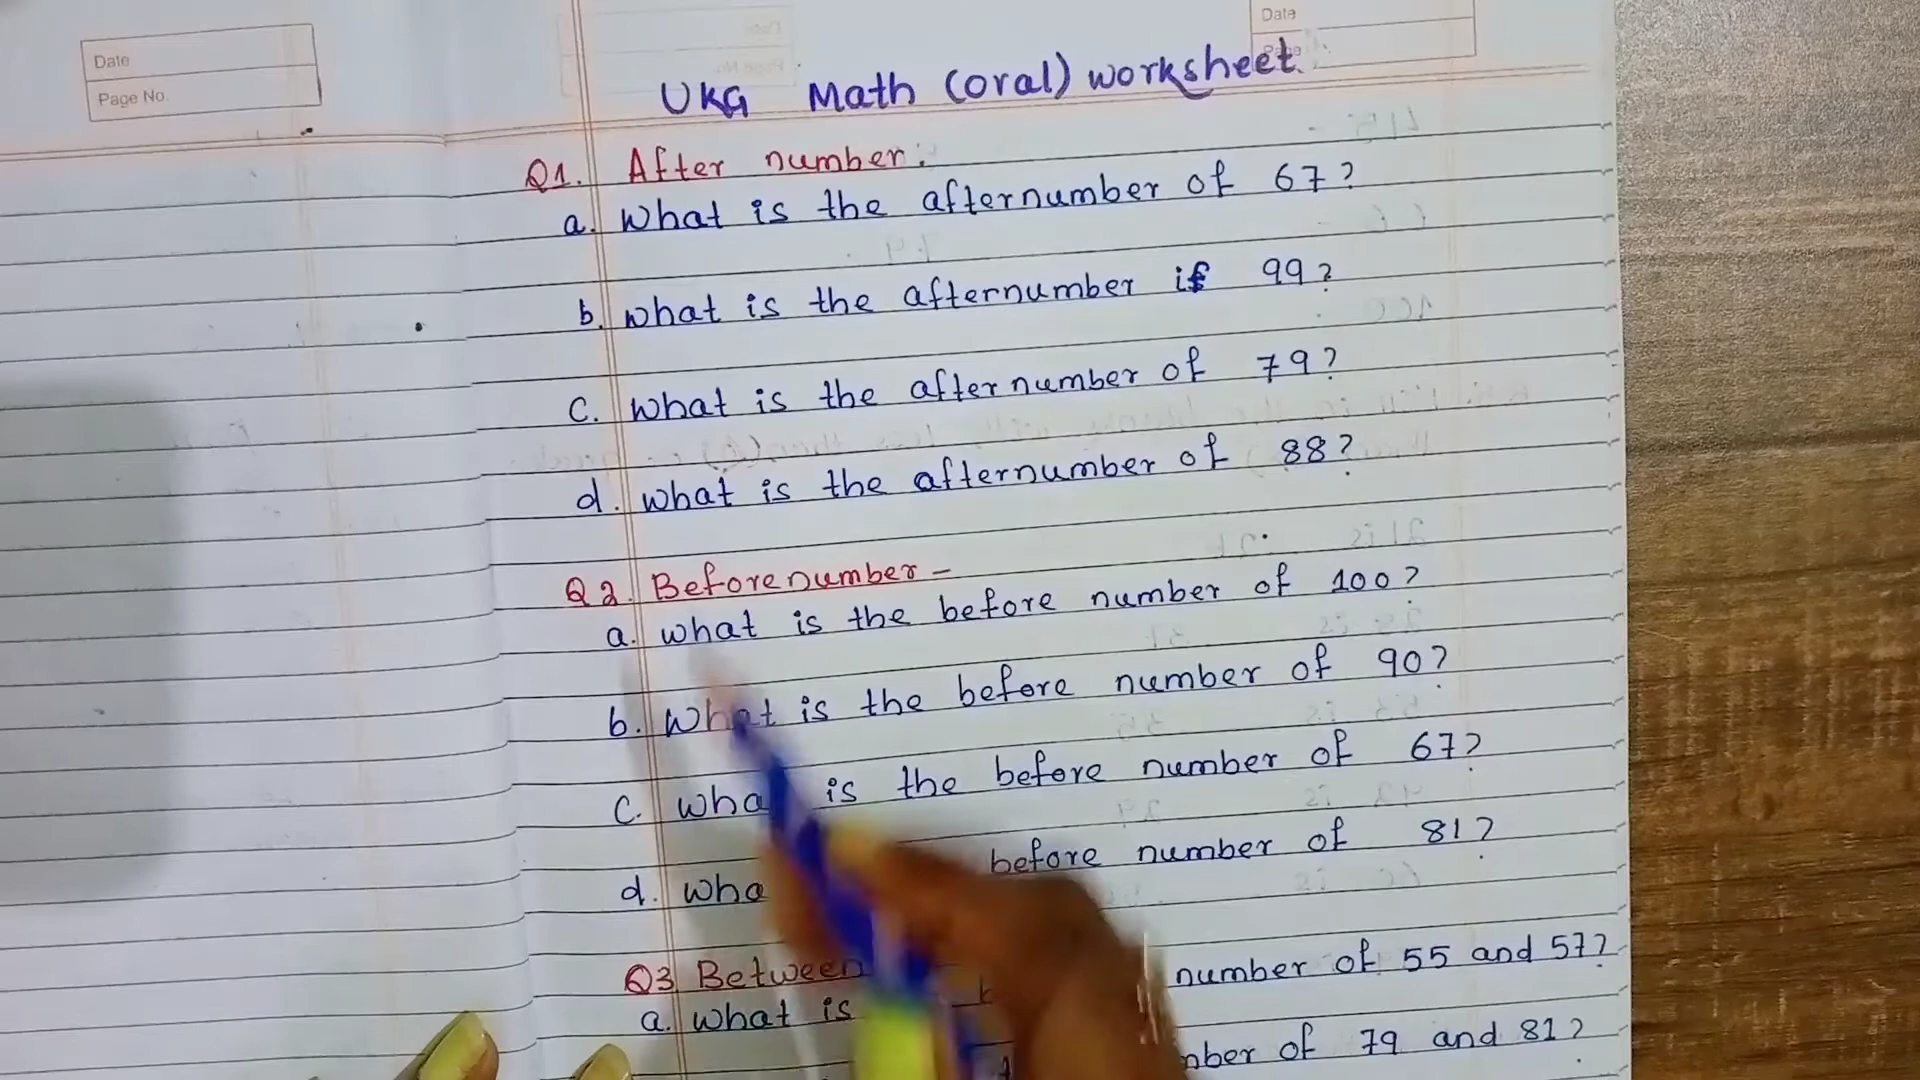 Date
Page No.
Date
Page
UKG Math (oral) worksheet.
Q1. After number.
a. What is the afternumber of 67?
b. what is the afternumber if 99?
c. What is the afternumber of 79?
d. what is the afternumber of 88?
Q2. Before number -
a. what is the before number of 100?
b. What is the before number of 90?
c. wha is the before number of 67?
d. wha before number of 81?
Q3 Between
a. what is number of 55 and 57?
of 79 and 81?